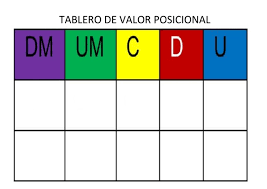 TABLERO DE VALOR POSICIONAL
DM UM C D U